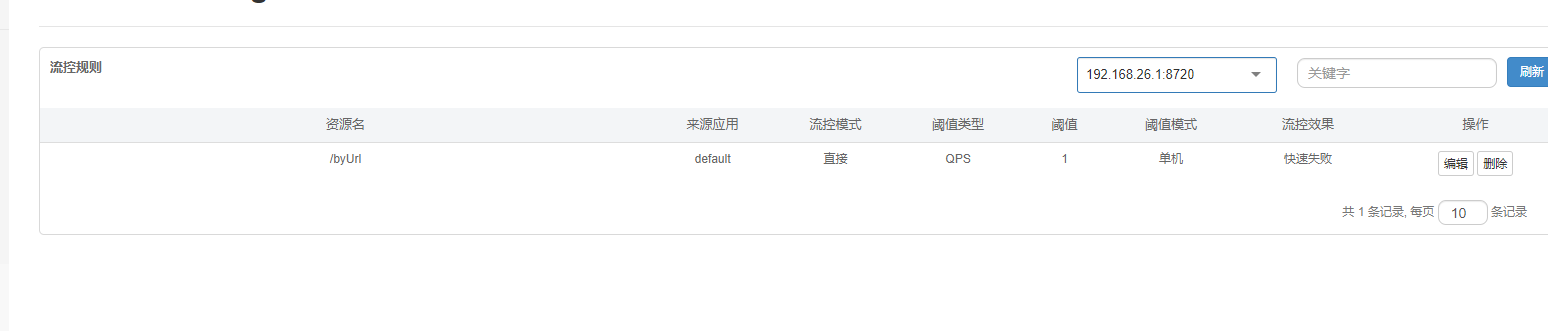 流控规则
192.168.26.1:8720 关键字 刷新
资源名 来源应用 流控模式 阈值类型 阈值 阈值模式 流控效果 操作
/byUrl default 直接 QPS 1 单机 快速失败 编辑 删除
共 1 条记录, 每页 10 条记录